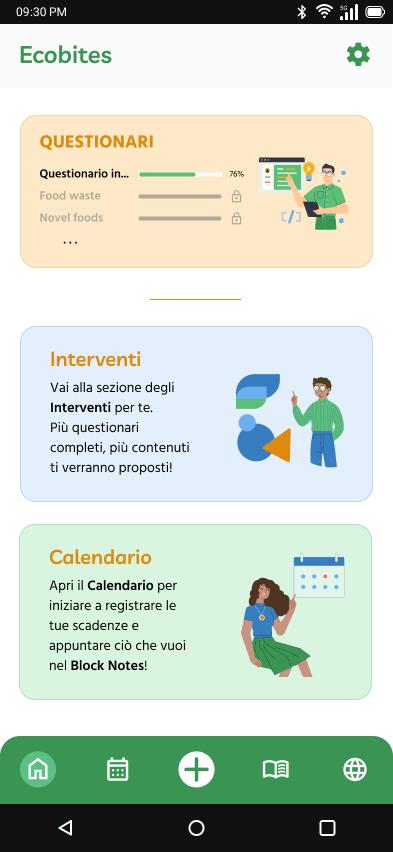 09:30 PM
5G
Ecobites
QUESTIONARI
Questionario in... 76%
Food waste
Novel foods
...
Interventi
Vai alla sezione degli
Interventi per te.
Più questionari
completi, più contenuti
ti verranno proposti!
Calendario
Apri il Calendario per
iniziare a registrare le
tue scadenze e
appuntare ciò che vuoi
nel Block Notes!